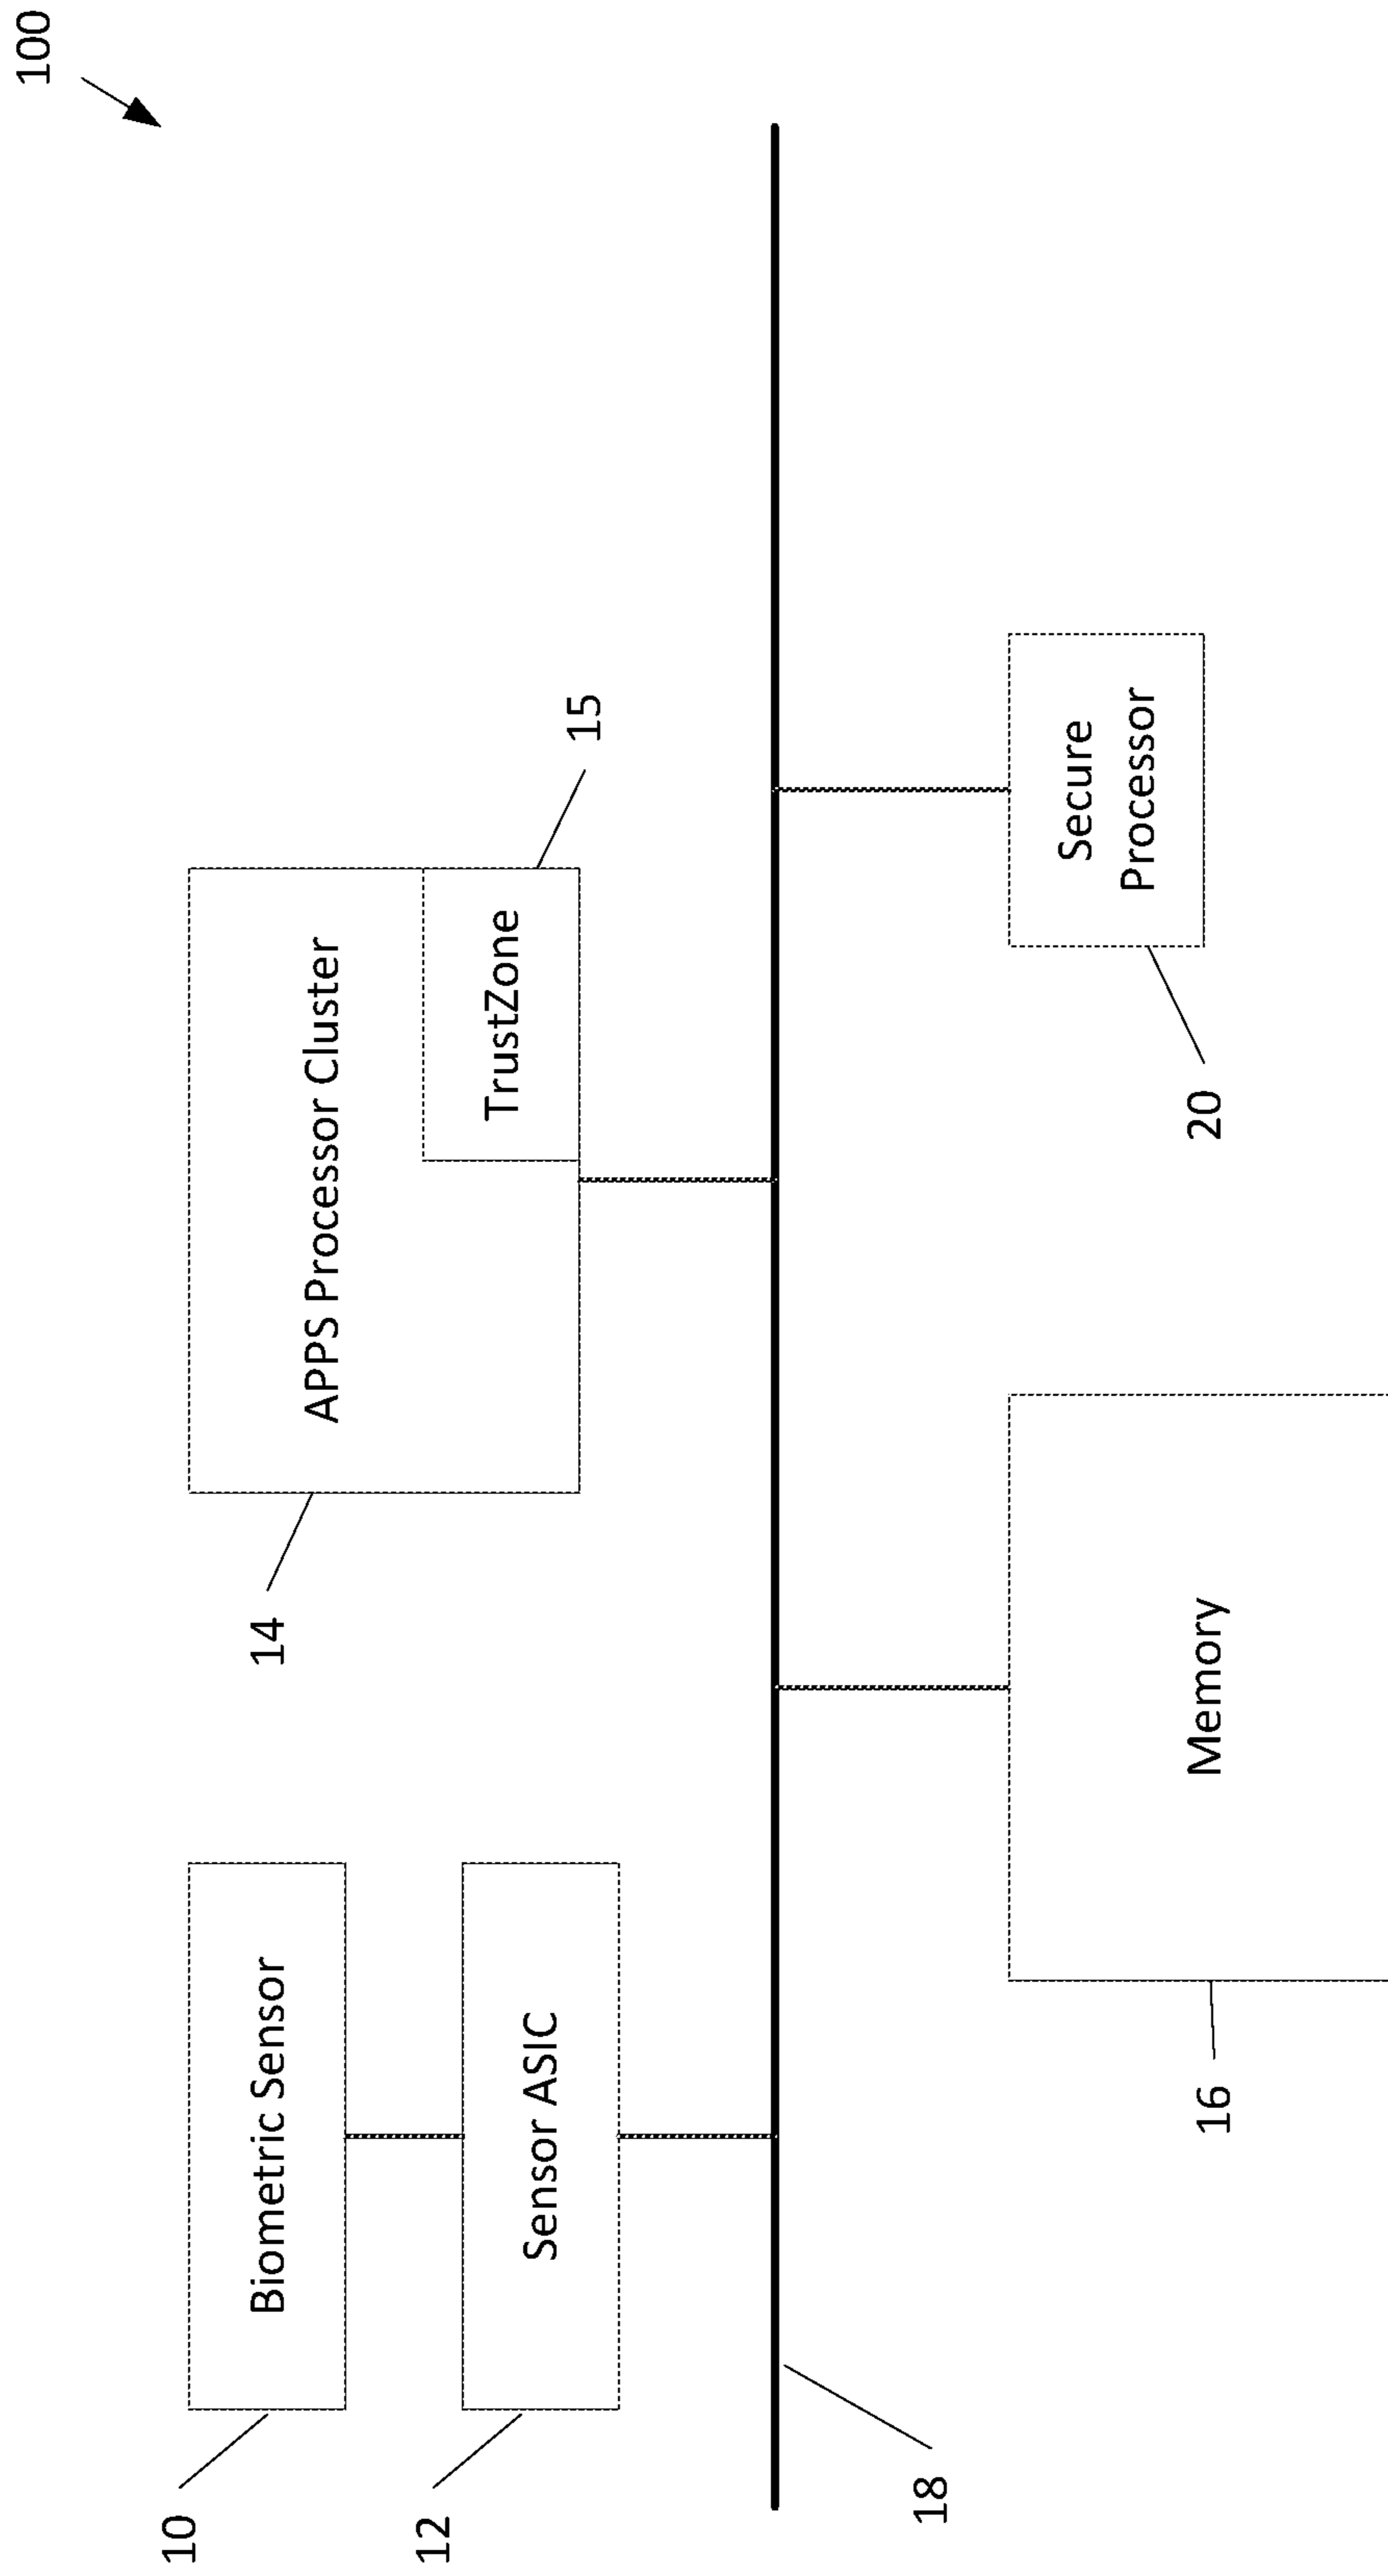 100
10
Biometric Sensor
12
Sensor ASIC
14
APPS Processor Cluster
TrustZone
15
18
16
Memory
20
Secure
Processor